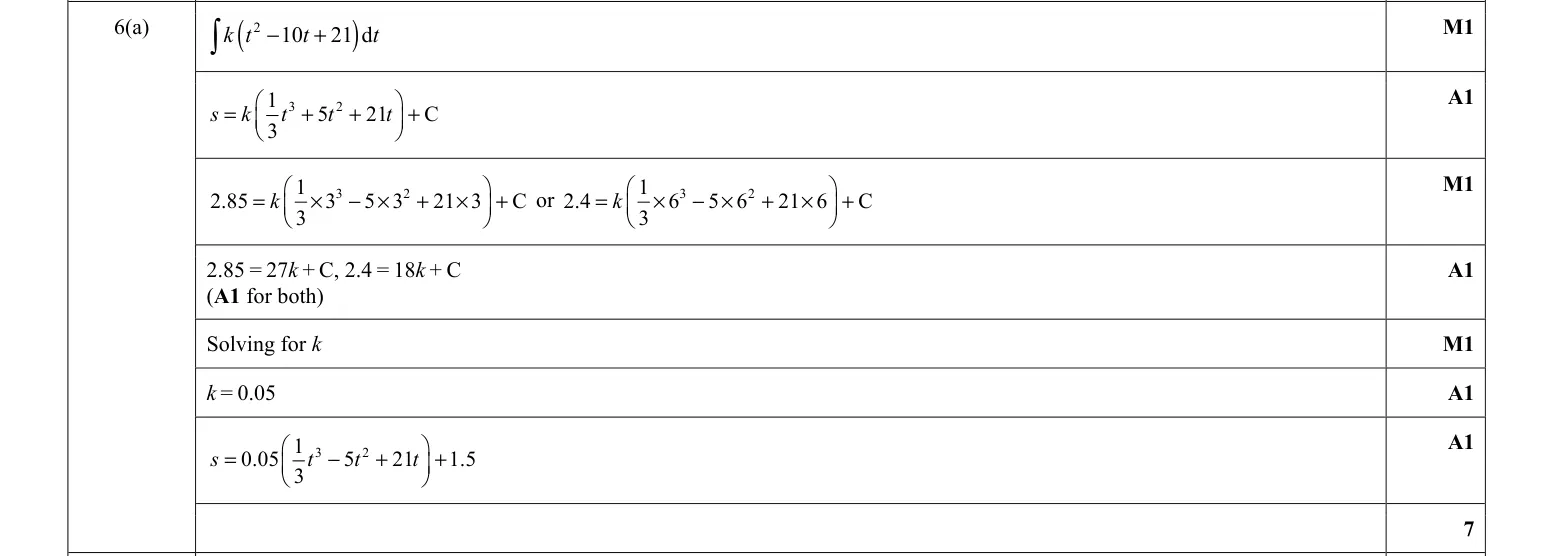 6(a) ∫k(t² − 10t + 21)dt M1
s = k(1/3 t³ + 5t² + 21t) + C A1
2.85 = k(1/3 × 3³ − 5 × 3² + 21 × 3) + C or 2.4 = k(1/3 × 6³ − 5 × 6² + 21 × 6) + C M1
2.85 = 27k + C, 2.4 = 18k + C A1
(A1 for both)
Solving for k M1
k = 0.05 A1
s = 0.05(1/3 t³ − 5t² + 21t) + 1.5 A1
7